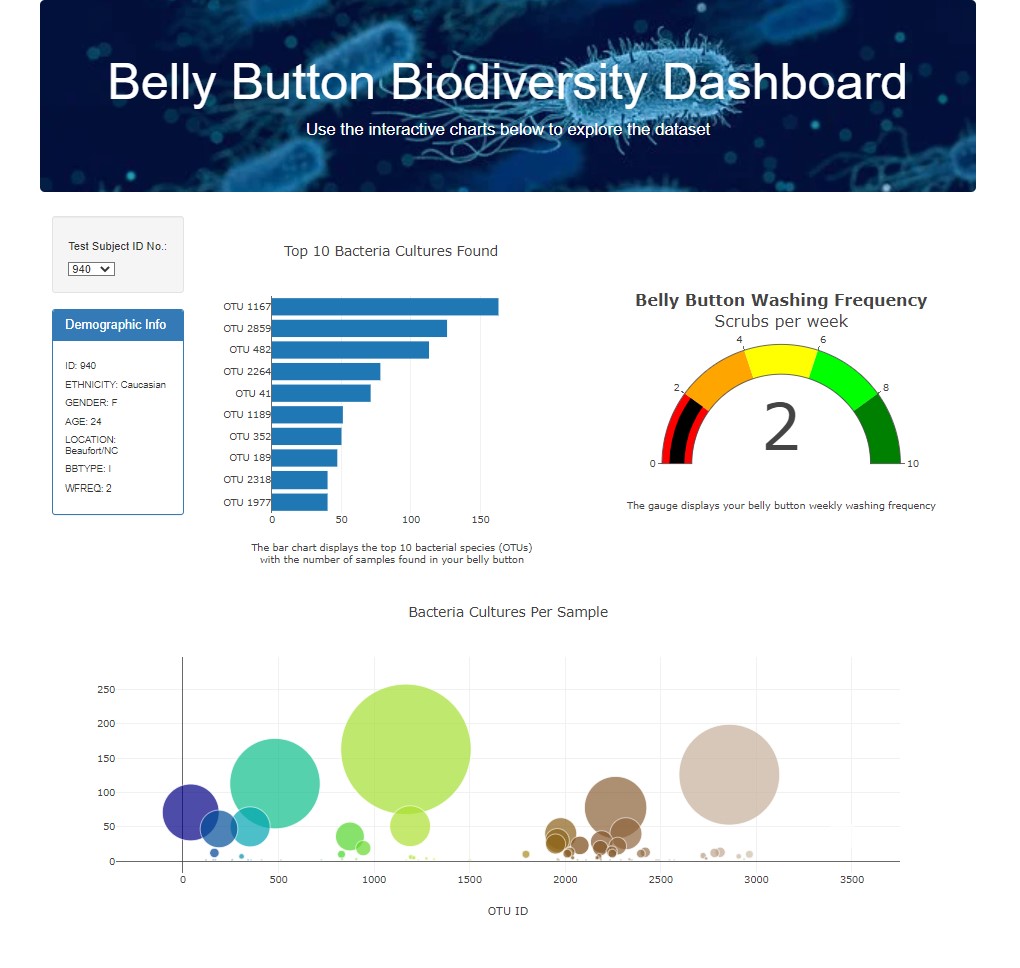 Belly Button Biodiversity Dashboard
Use the interactive charts below to explore the dataset
Test Subject ID No.:
940
Demographic Info
ID: 940
ETHNICITY: Caucasian
GENDER: F
AGE: 24
LOCATION:
Beaufort/NC
BBTYPE: I
WFREQ: 2
Top 10 Bacteria Cultures Found
OTU 1167
OTU 2859
OTU 482
OTU 2264
OTU 41
OTU 1189
OTU 352
OTU 189
OTU 2318
OTU 1977
0 50 100 150
The bar chart displays the top 10 bacterial species (OTUs)
with the number of samples found in your belly button
Belly Button Washing Frequency
Scrubs per week
0 2 4 6 8 10
2
The gauge displays your belly button weekly washing frequency
Bacteria Cultures Per Sample
250
200
150
100
50
0
0 500 1000 1500 2000 2500 3000 3500
OTU ID